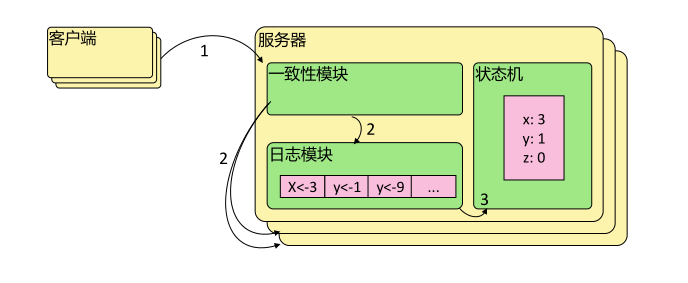 客户端
1
服务器
一致性模块
状态机
x: 3
y: 1
z: 0
2
2
日志模块
X<-3 y<-1 y<-9 ...
3